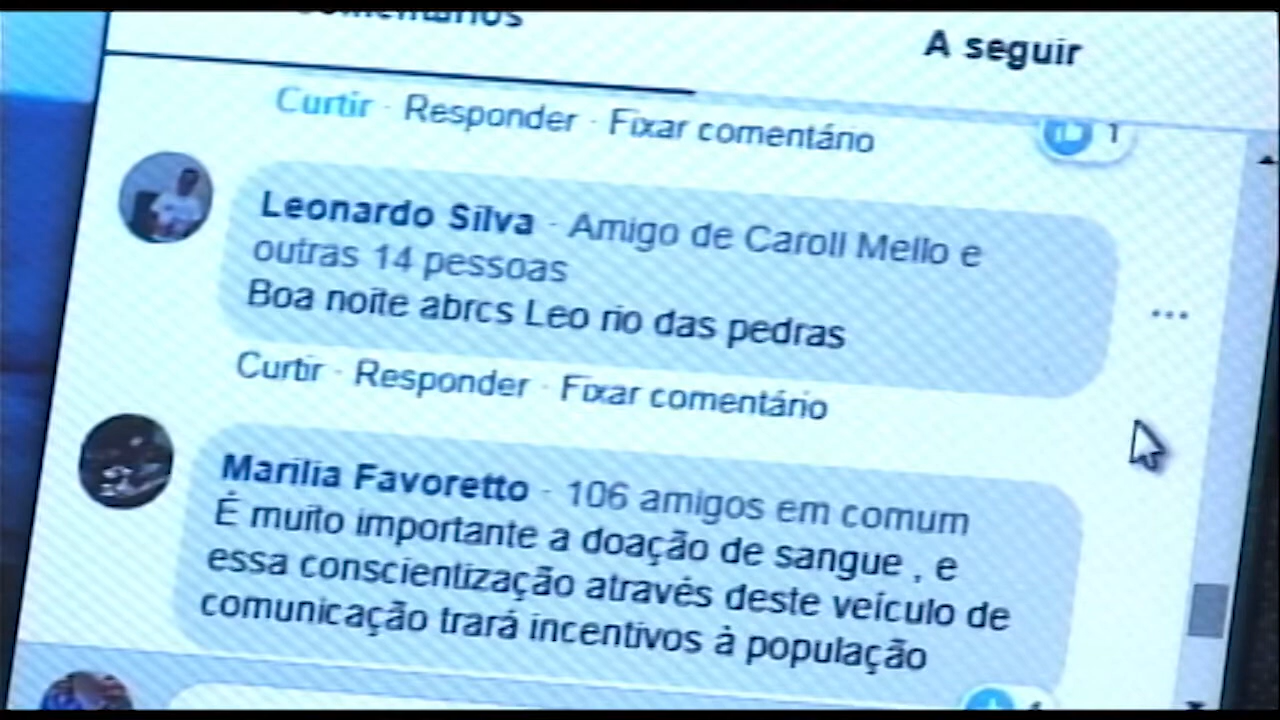 comentários
A seguir
Curtir · Responder · Fixar comentário
1
Leonardo Silva · Amigo de Caroll Mello e
outras 14 pessoas
Boa noite abrcs Leo rio das pedras
...
Curtir · Responder · Fixar comentário
Marilia Favoretto · 106 amigos em comum
É muito importante a doação de sangue , e
essa conscientização através deste veículo de
comunicação trará incentivos à população